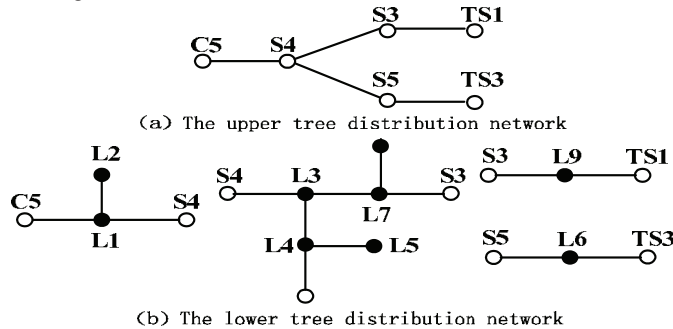 S3 TS1
C5 S4
S5 TS3
(a) The upper tree distribution network
L2
S4 L3 S3
S3 L9 TS1
C5 S4
L1
L7
L4 L5
S5 L6 TS3
(b) The lower tree distribution network